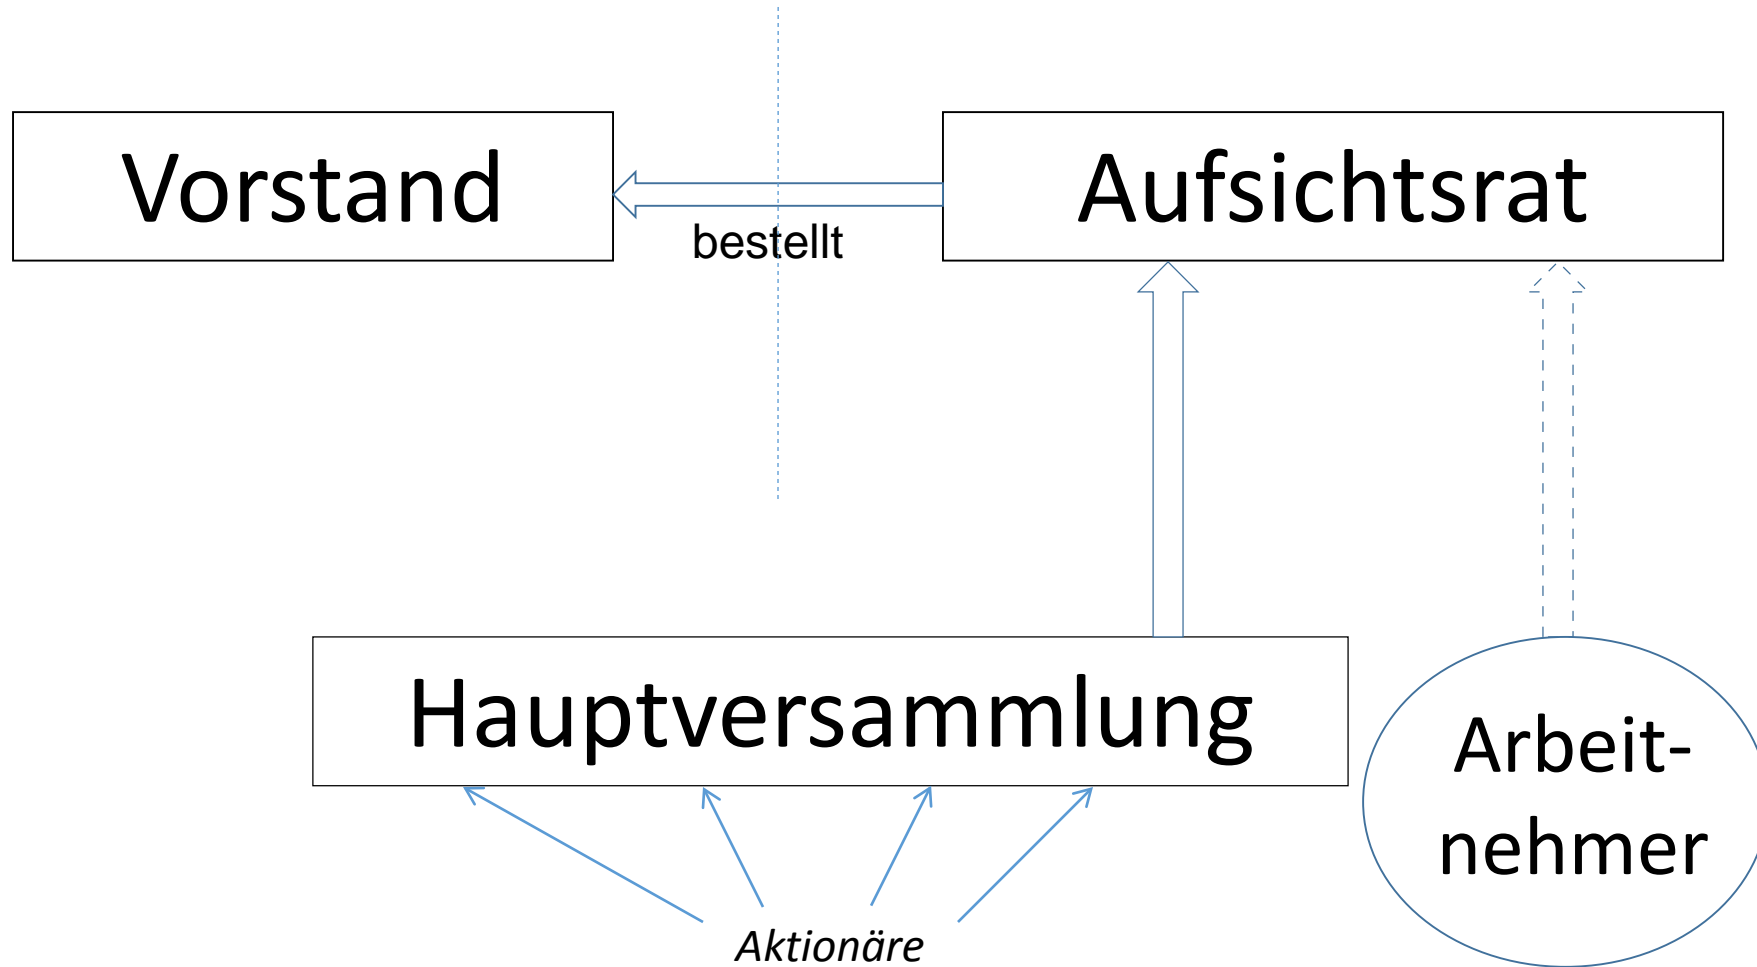 Vorstand
Aufsichtsrat
bestellt
Hauptversammlung
Arbeit-
nehmer
Aktionäre